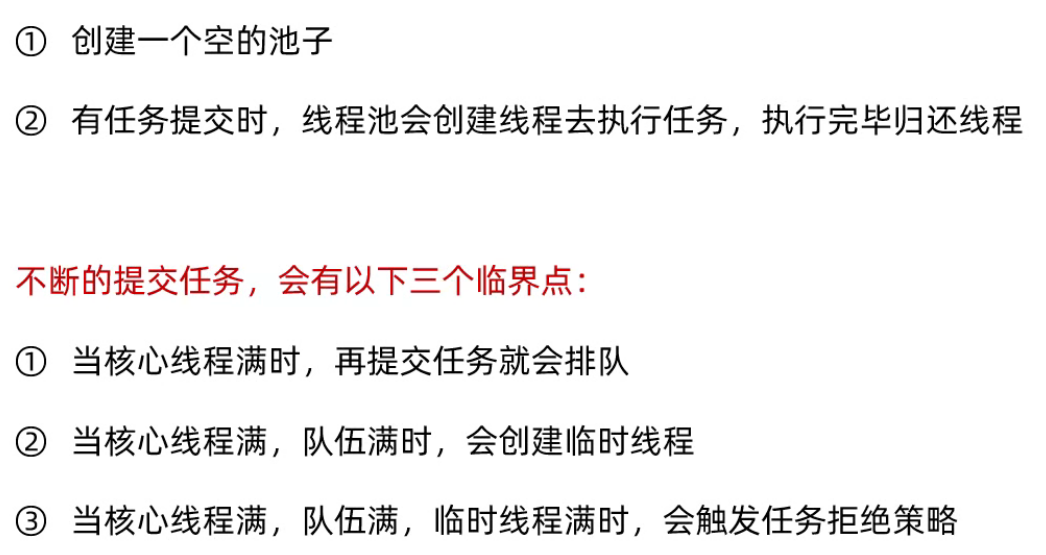 ① 创建一个空的池子
② 有任务提交时，线程池会创建线程去执行任务，执行完毕归还线程
不断的提交任务，会有以下三个临界点：
① 当核心线程满时，再提交任务就会排队
② 当核心线程满，队伍满时，会创建临时线程
③ 当核心线程满，队伍满，临时线程满时，会触发任务拒绝策略